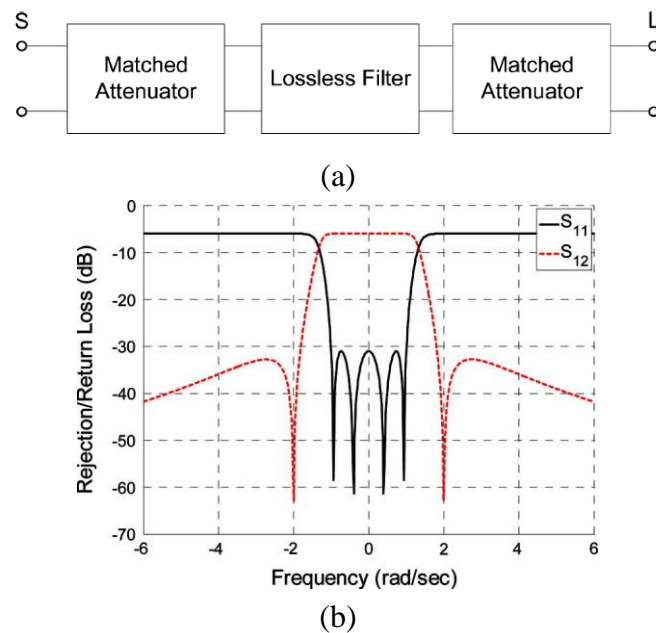 S
L
Matched
Attenuator
Lossless Filter
Matched
Attenuator
(a)
Rejection/Return Loss (dB)
0
-10
-20
-30
-40
-50
-60
-70
S11
S12
-6 -4 -2 0 2 4 6
Frequency (rad/sec)
(b)